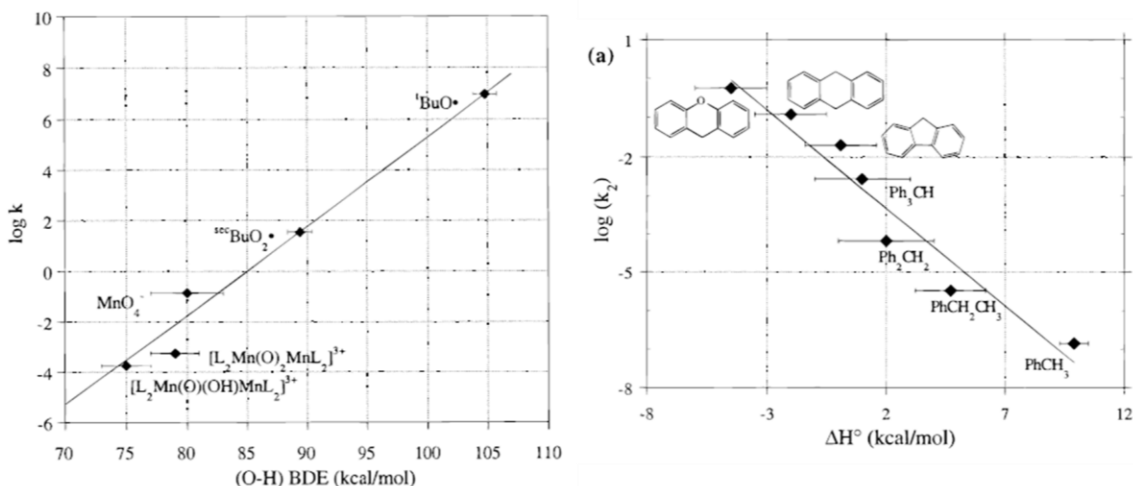 10
8
6
4
2
0
-2
-4
-6
log k
ᵗBuO•
ˢᵉᶜBuO₂•
MnO₄⁻
[L₂Mn(O)₂MnL₂]³⁺
[L₂Mn(O)(OH)MnL₂]³⁺
70 75 80 85 90 95 100 105 110
(O-H) BDE (kcal/mol)
(a)
1
-2
-5
-8
log (k₂)
O
Ph₃CH
Ph₂CH₂
PhCH₂CH₃
PhCH₃
-8 -3 2 7 12
ΔH° (kcal/mol)